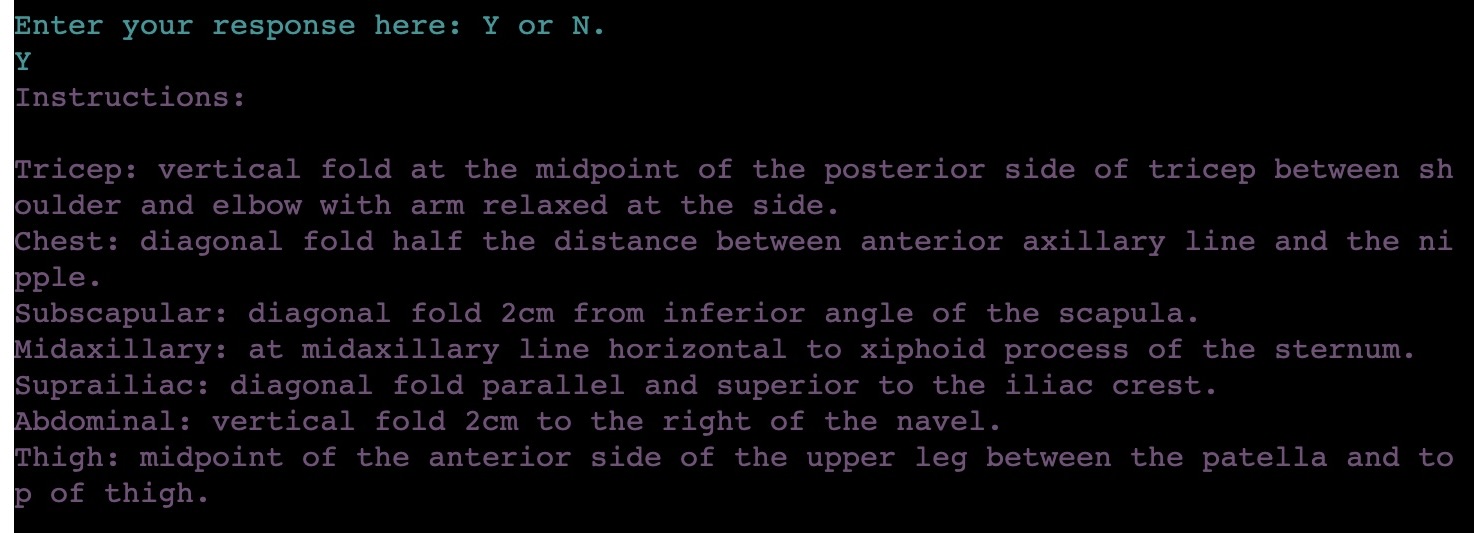 Enter your response here: Y or N.
Y
Instructions:
Tricep: vertical fold at the midpoint of the posterior side of tricep between sh
oulder and elbow with arm relaxed at the side.
Chest: diagonal fold half the distance between anterior axillary line and the ni
pple.
Subscapular: diagonal fold 2cm from inferior angle of the scapula.
Midaxillary: at midaxillary line horizontal to xiphoid process of the sternum.
Suprailiac: diagonal fold parallel and superior to the iliac crest.
Abdominal: vertical fold 2cm to the right of the navel.
Thigh: midpoint of the anterior side of the upper leg between the patella and to
p of thigh.